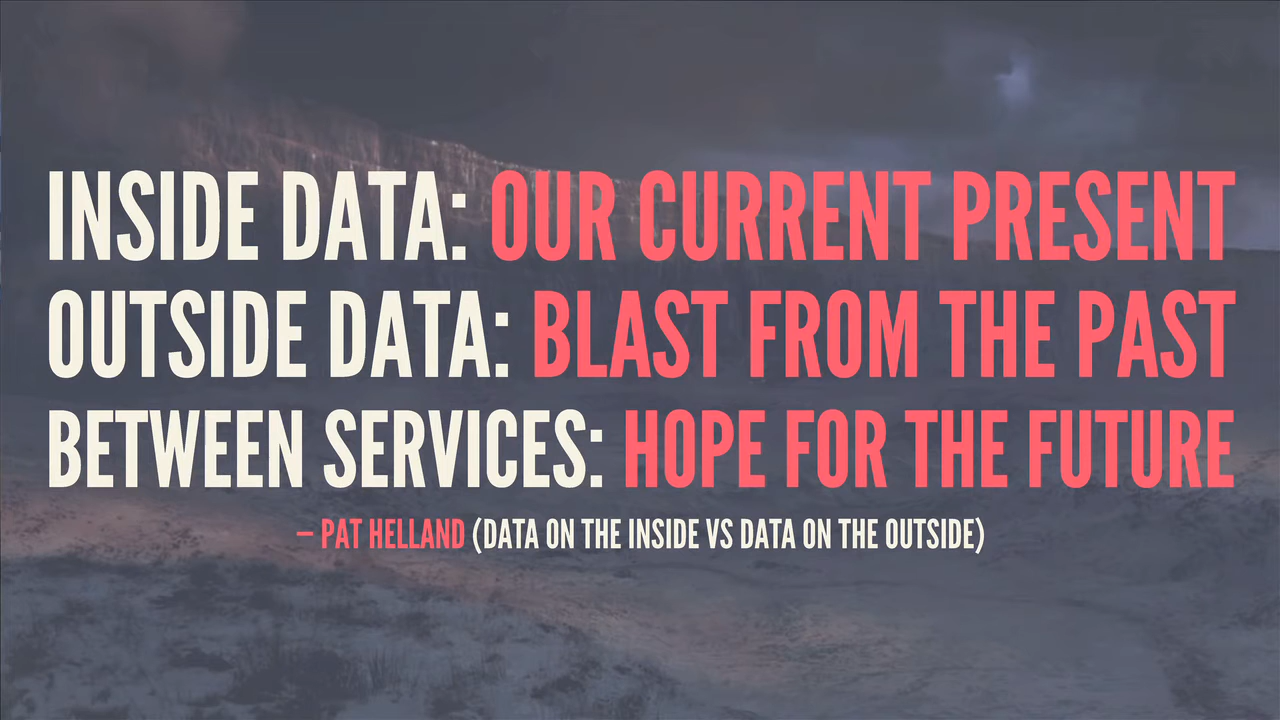 INSIDE DATA: OUR CURRENT PRESENT
OUTSIDE DATA: BLAST FROM THE PAST
BETWEEN SERVICES: HOPE FOR THE FUTURE
– PAT HELLAND (DATA ON THE INSIDE VS DATA ON THE OUTSIDE)